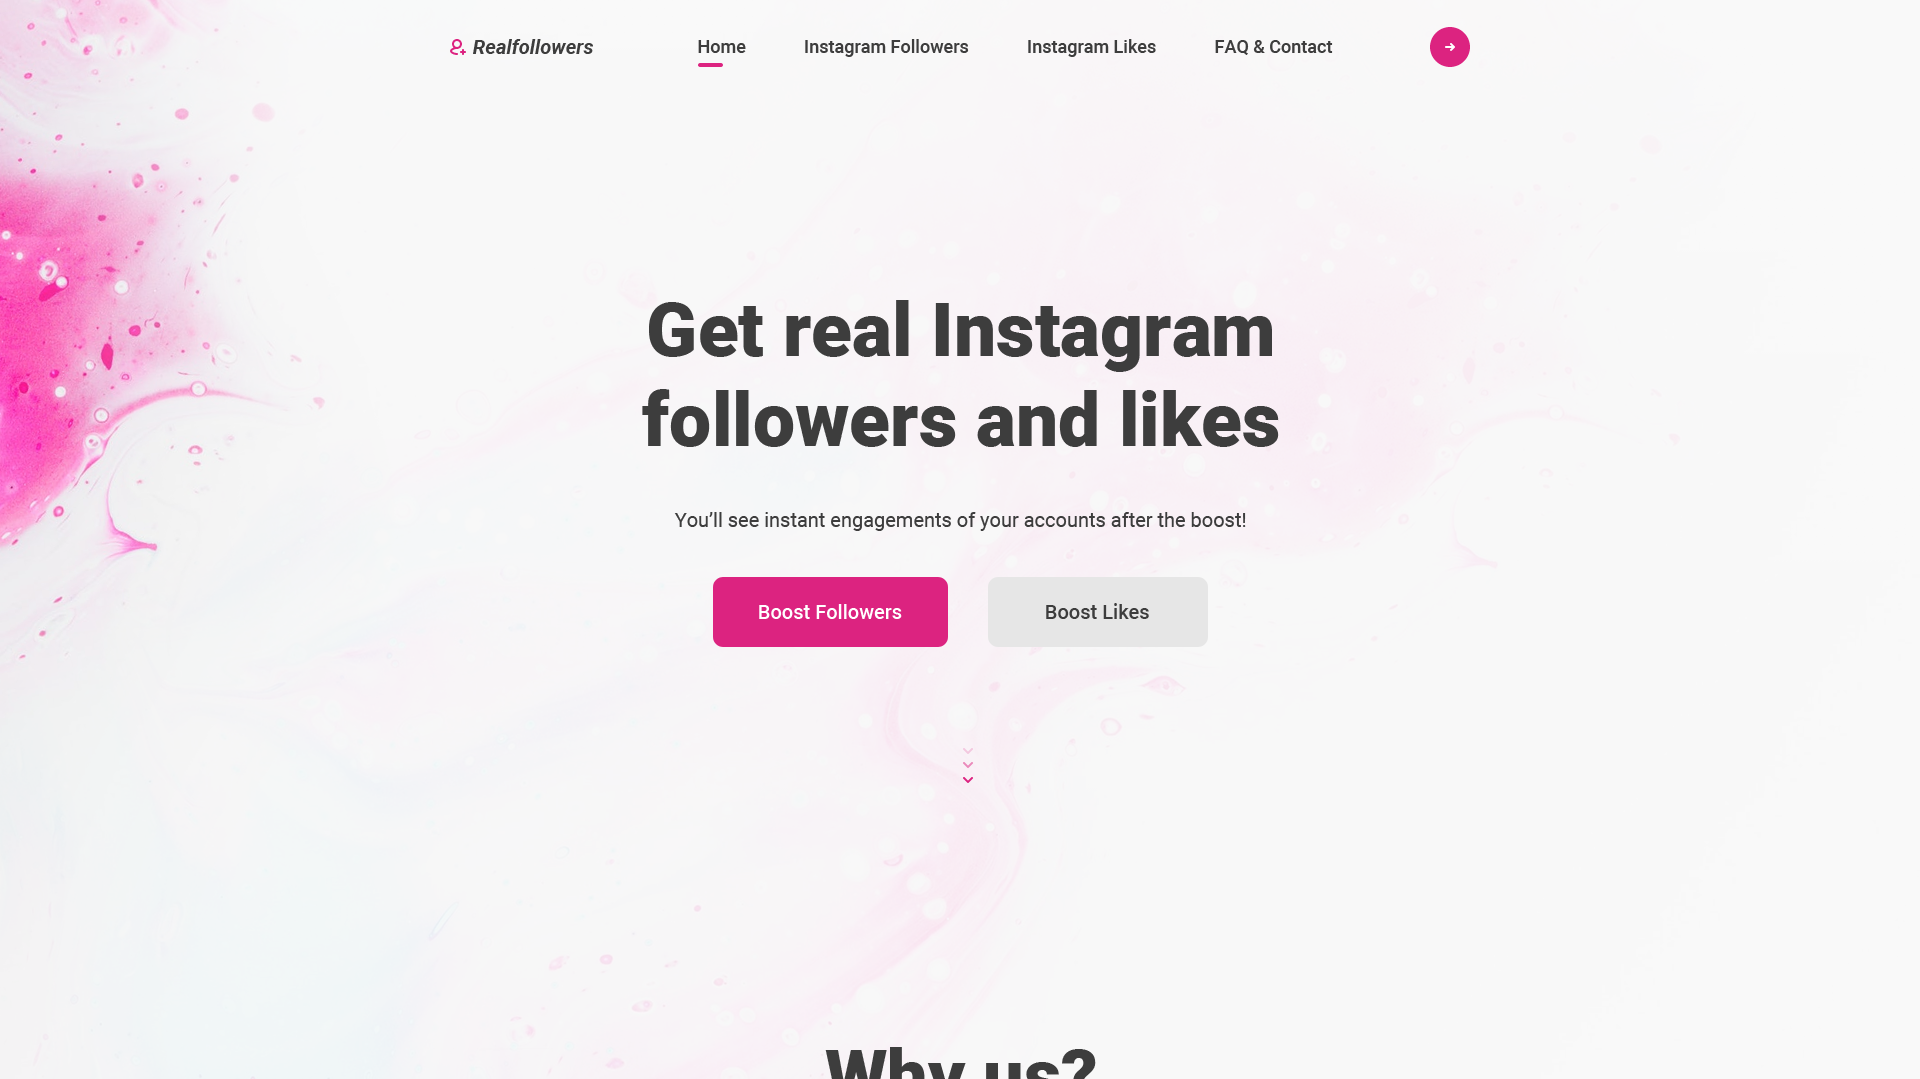 Realfollowers
Home
Instagram Followers
Instagram Likes
FAQ & Contact
Get real Instagram
followers and likes
You’ll see instant engagements of your accounts after the boost!
Boost Followers
Boost Likes
Why us?